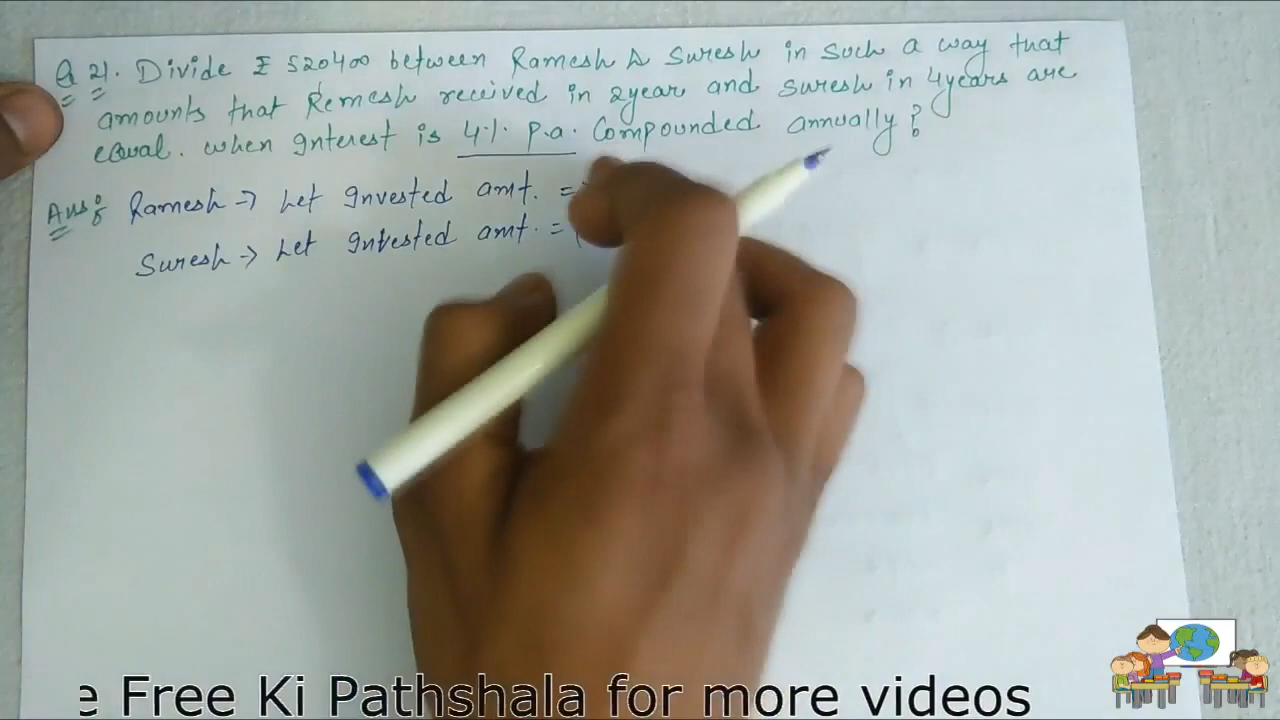 Q 21. Divide ₹ 520400 between Ramesh & Suresh in such a way that
amounts that Remesh received in 2year and Suresh in 4years are
equal. when Interest is 4% p.a. Compounded annually?
Ans: Ramesh → Let Invested amt. =
Suresh → Let Invested amt. = (
e Free Ki Pathshala for more videos